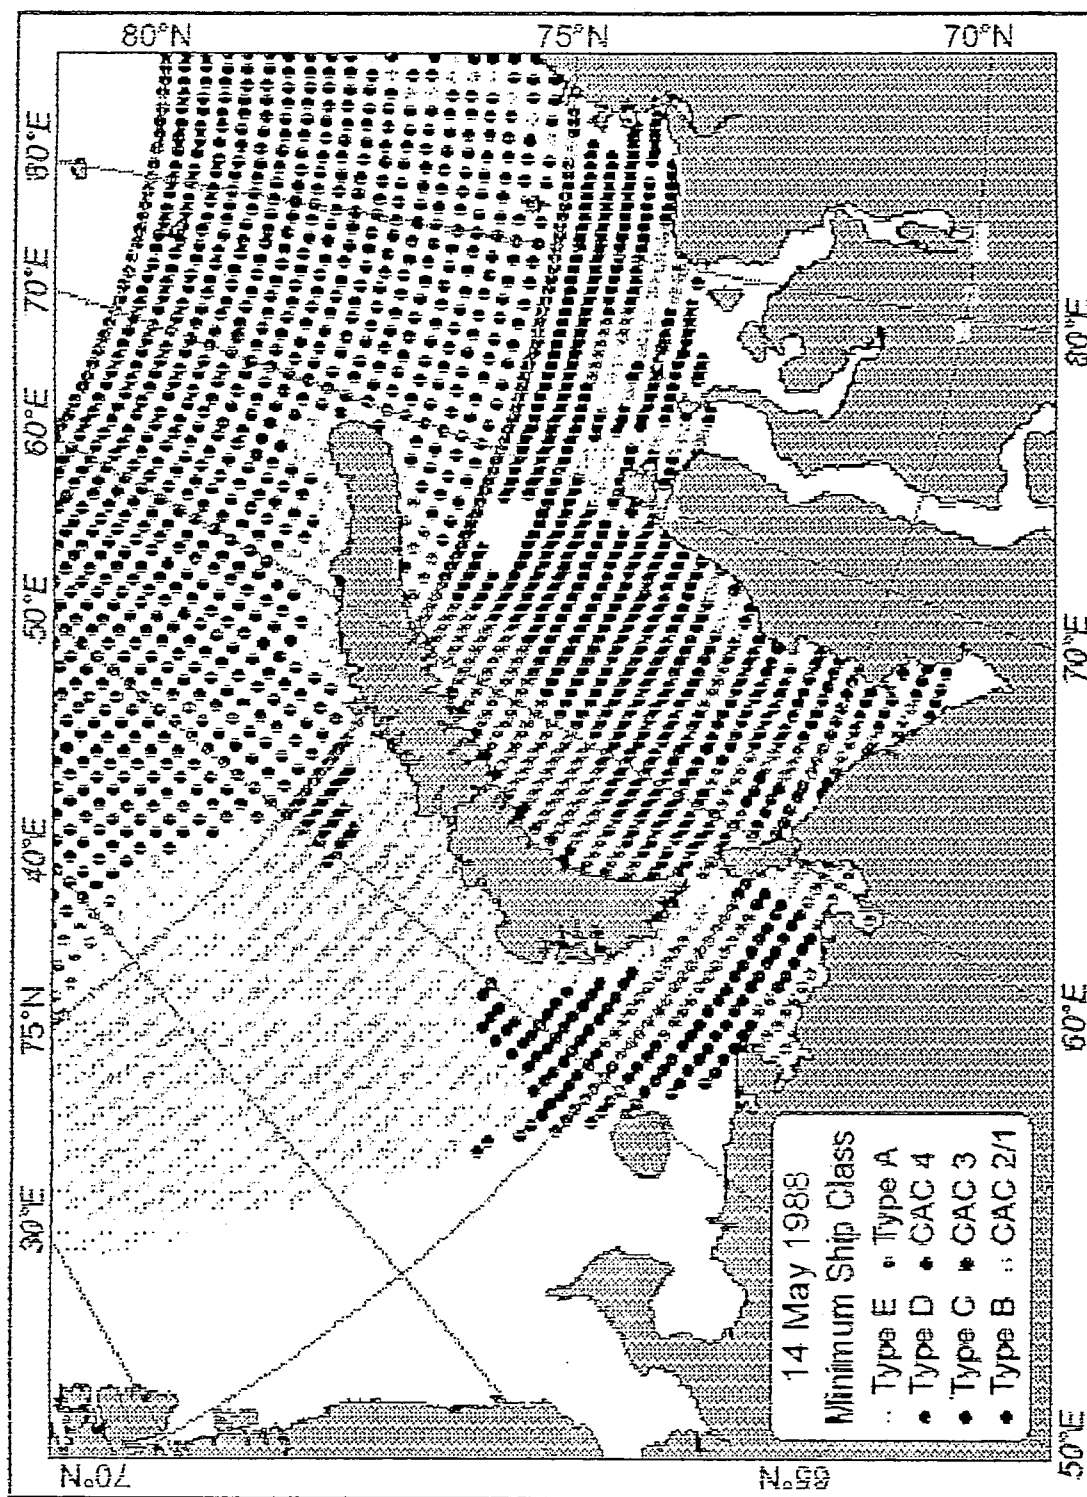 80°N
75°N
70°N
80°E
70°E
60°E
50°E
40°E
75°N
30°E
70°N
65°N
50°E
60°E
70°E
80°E
14 May 1988
Minimum Ship Class
Type E
Type A
Type D
CAC 4
Type C
CAC 3
Type B
CAC 2/1